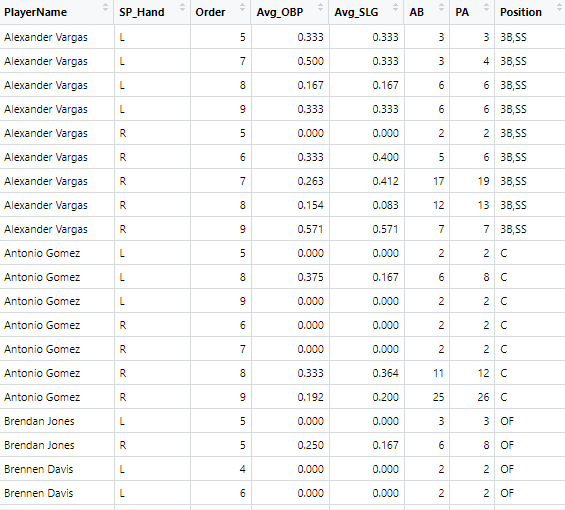 PlayerName SP_Hand Order Avg_OBP Avg_SLG AB PA Position
Alexander Vargas L 5 0.333 0.333 3 3 3B,SS
Alexander Vargas L 7 0.500 0.333 3 4 3B,SS
Alexander Vargas L 8 0.167 0.167 6 6 3B,SS
Alexander Vargas L 9 0.333 0.333 6 6 3B,SS
Alexander Vargas R 5 0.000 0.000 2 2 3B,SS
Alexander Vargas R 6 0.333 0.400 5 6 3B,SS
Alexander Vargas R 7 0.263 0.412 17 19 3B,SS
Alexander Vargas R 8 0.154 0.083 12 13 3B,SS
Alexander Vargas R 9 0.571 0.571 7 7 3B,SS
Antonio Gomez L 5 0.000 0.000 2 2 C
Antonio Gomez L 8 0.375 0.167 6 8 C
Antonio Gomez L 9 0.000 0.000 2 2 C
Antonio Gomez R 6 0.000 0.000 2 2 C
Antonio Gomez R 7 0.000 0.000 2 2 C
Antonio Gomez R 8 0.333 0.364 11 12 C
Antonio Gomez R 9 0.192 0.200 25 26 C
Brendan Jones L 5 0.000 0.000 3 3 OF
Brendan Jones R 5 0.250 0.167 6 8 OF
Brennen Davis L 4 0.000 0.000 2 2 OF
Brennen Davis L 6 0.000 0.000 2 2 OF